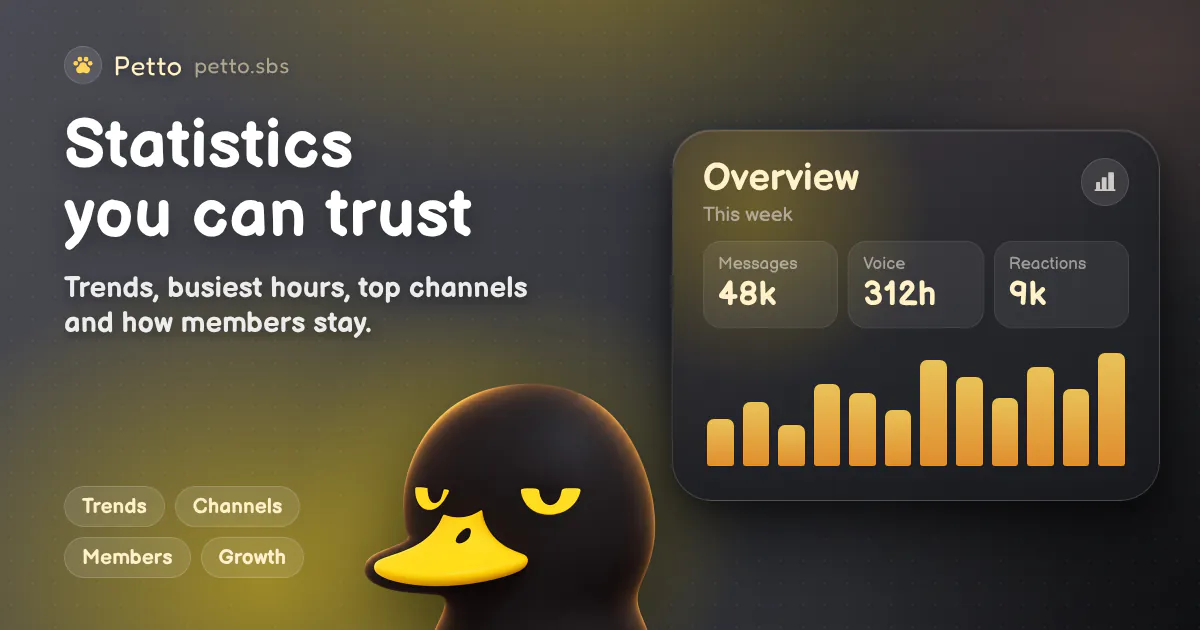 Petto petto.sbs
Statistics
you can trust
Trends, busiest hours, top channels
and how members stay.
Trends
Channels
Members
Growth
Overview
This week
Messages
48k
Voice
312h
Reactions
9k